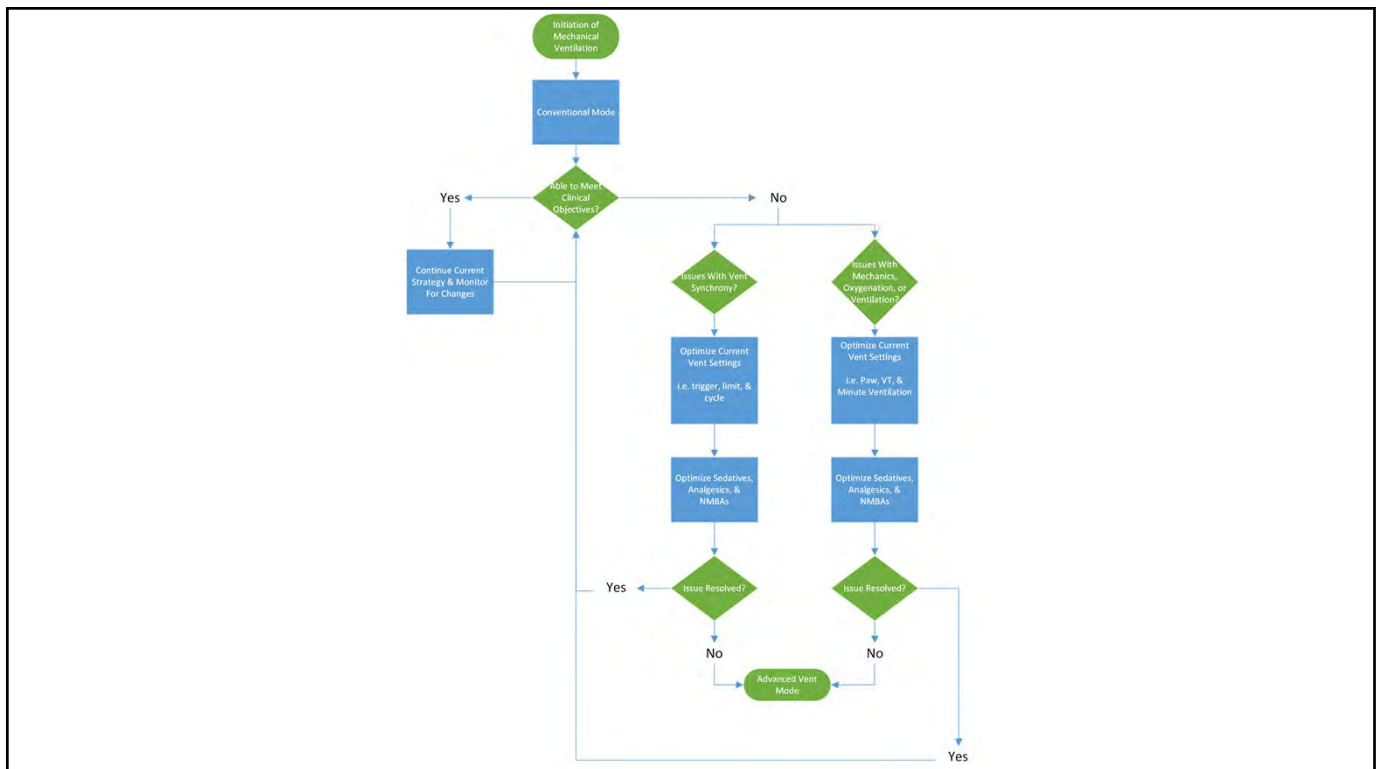 Initiation of
Mechanical
Ventilation
Conventional Mode
Able to Meet
Clinical
Objectives?
Yes
No
Continue Current
Strategy & Monitor
For Changes
Issues With Vent
Synchrony?
Issues With
Mechanics,
Oxygenation, or
Ventilation?
Optimize Current
Vent Settings
i.e. trigger, limit, &
cycle
Optimize Current
Vent Settings
i.e. Paw, VT, &
Minute Ventilation
Optimize Sedatives,
Analgesics, &
NMBAs
Optimize Sedatives,
Analgesics, &
NMBAs
Yes
Issue Resolved?
Issue Resolved?
No
No
Advanced Vent
Mode
Yes